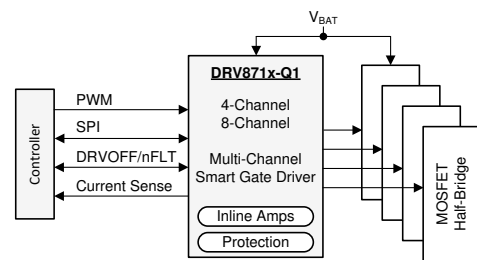 VBAT
DRV871x-Q1
4-Channel
8-Channel
Multi-Channel
Smart Gate Driver
Inline Amps
Protection
Controller
PWM
SPI
DRVOFF/nFLT
Current Sense
MOSFET
Half-Bridge